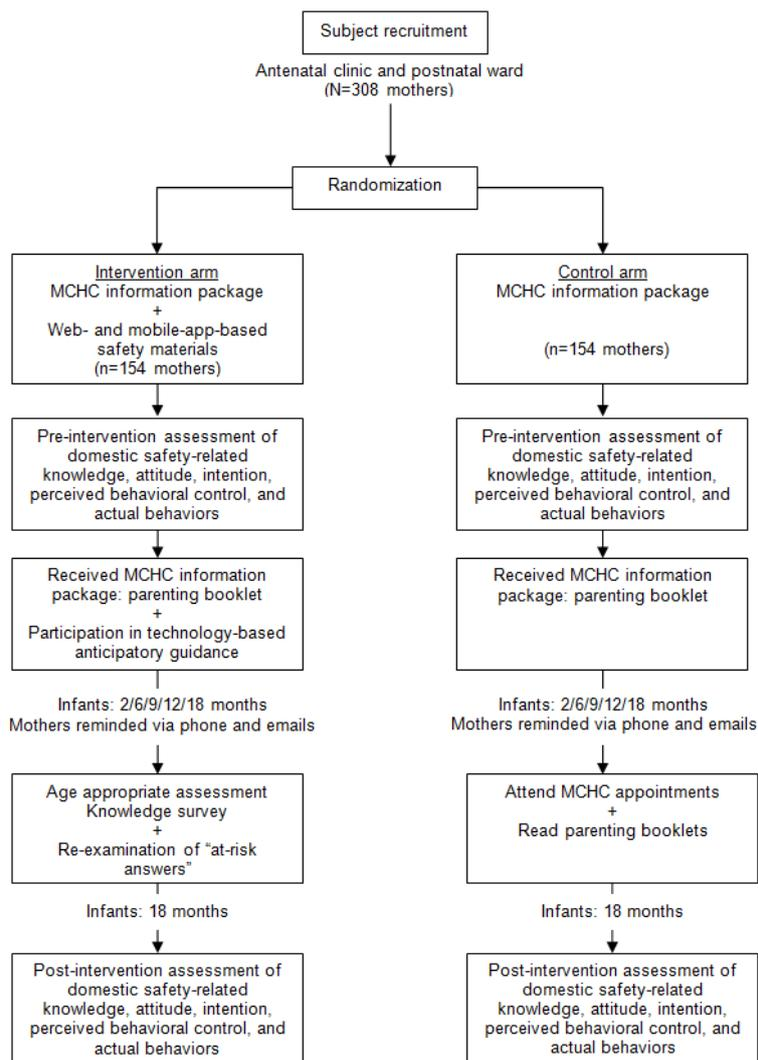 Subject recruitment
Antenatal clinic and postnatal ward
(N=308 mothers)
Randomization
Intervention arm
MCHC information package
+
Web- and mobile-app-based
safety materials
(n=154 mothers)
Control arm
MCHC information package
(n=154 mothers)
Pre-intervention assessment of
domestic safety-related
knowledge, attitude, intention,
perceived behavioral control, and
actual behaviors
Pre-intervention assessment of
domestic safety-related
knowledge, attitude, intention,
perceived behavioral control, and
actual behaviors
Received MCHC information
package: parenting booklet
+
Participation in technology-based
anticipatory guidance
Received MCHC information
package: parenting booklet
Infants: 2/6/9/12/18 months
Mothers reminded via phone and emails
Infants: 2/6/9/12/18 months
Mothers reminded via phone and emails
Age appropriate assessment
Knowledge survey
+
Re-examination of “at-risk
answers”
Attend MCHC appointments
+
Read parenting booklets
Infants: 18 months
Infants: 18 months
Post-intervention assessment of
domestic safety-related
knowledge, attitude, intention,
perceived behavioral control, and
actual behaviors
Post-intervention assessment of
domestic safety-related
knowledge, attitude, intention,
perceived behavioral control, and
actual behaviors